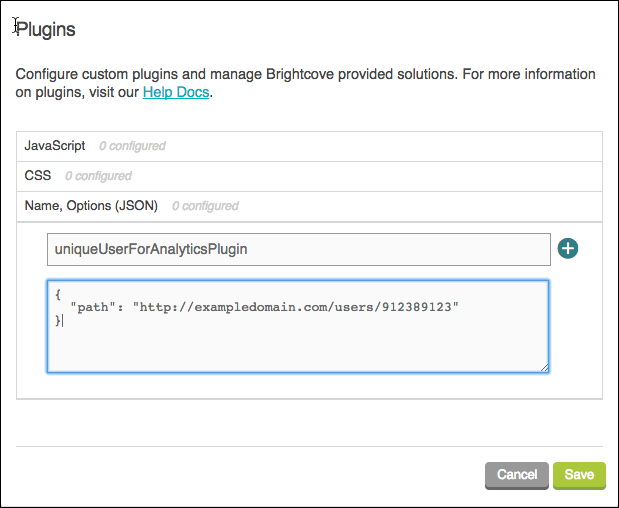 Plugins
Configure custom plugins and manage Brightcove provided solutions. For more information
on plugins, visit our Help Docs.
JavaScript 0 configured
CSS 0 configured
Name, Options (JSON) 0 configured
uniqueUserForAnalyticsPlugin
{
"path": "http://exampledomain.com/users/912389123"
}
Cancel Save